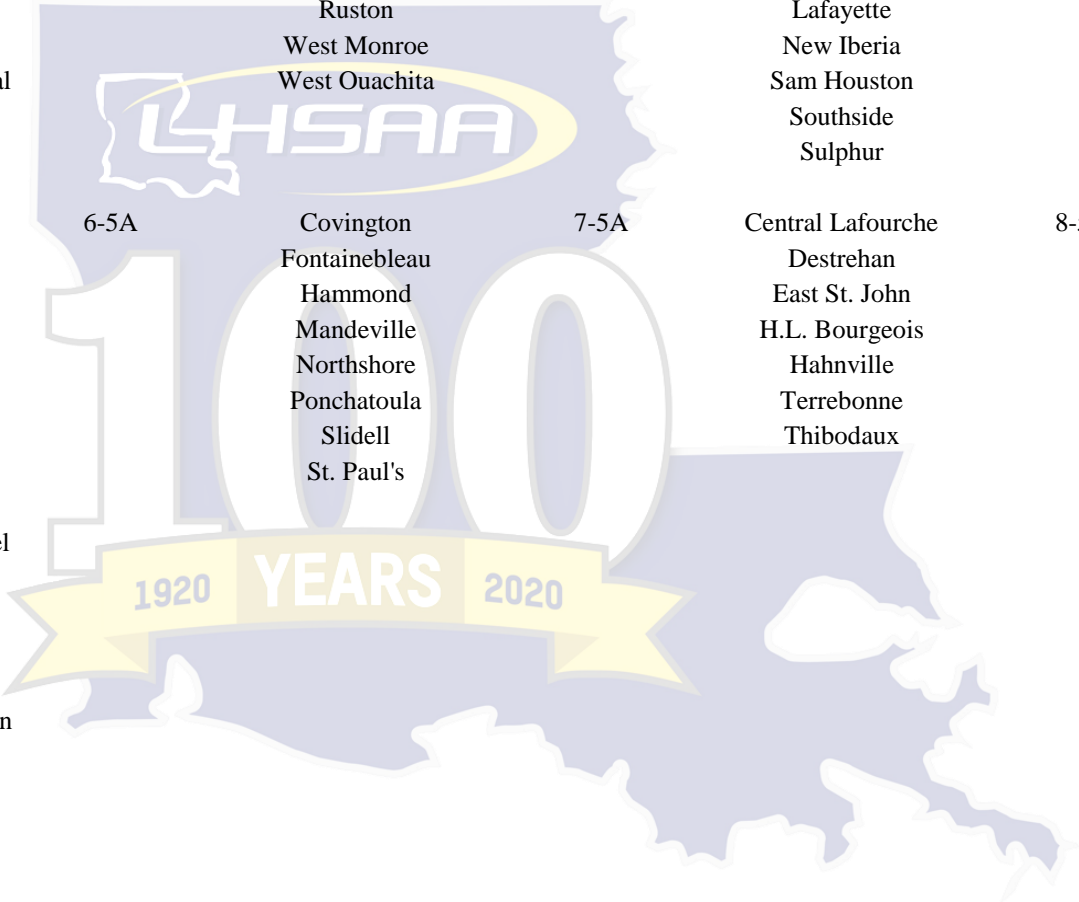 Ruston Lafayette
West Monroe New Iberia
West Ouachita Sam Houston
Southside
LHSAA
Sulphur
6-5A Covington 7-5A Central Lafourche
Fontainebleau Destrehan
Hammond East St. John
Mandeville H.L. Bourgeois
Northshore Hahnville
Ponchatoula Terrebonne
Slidell Thibodaux
St. Paul's
100
1920 YEARS 2020